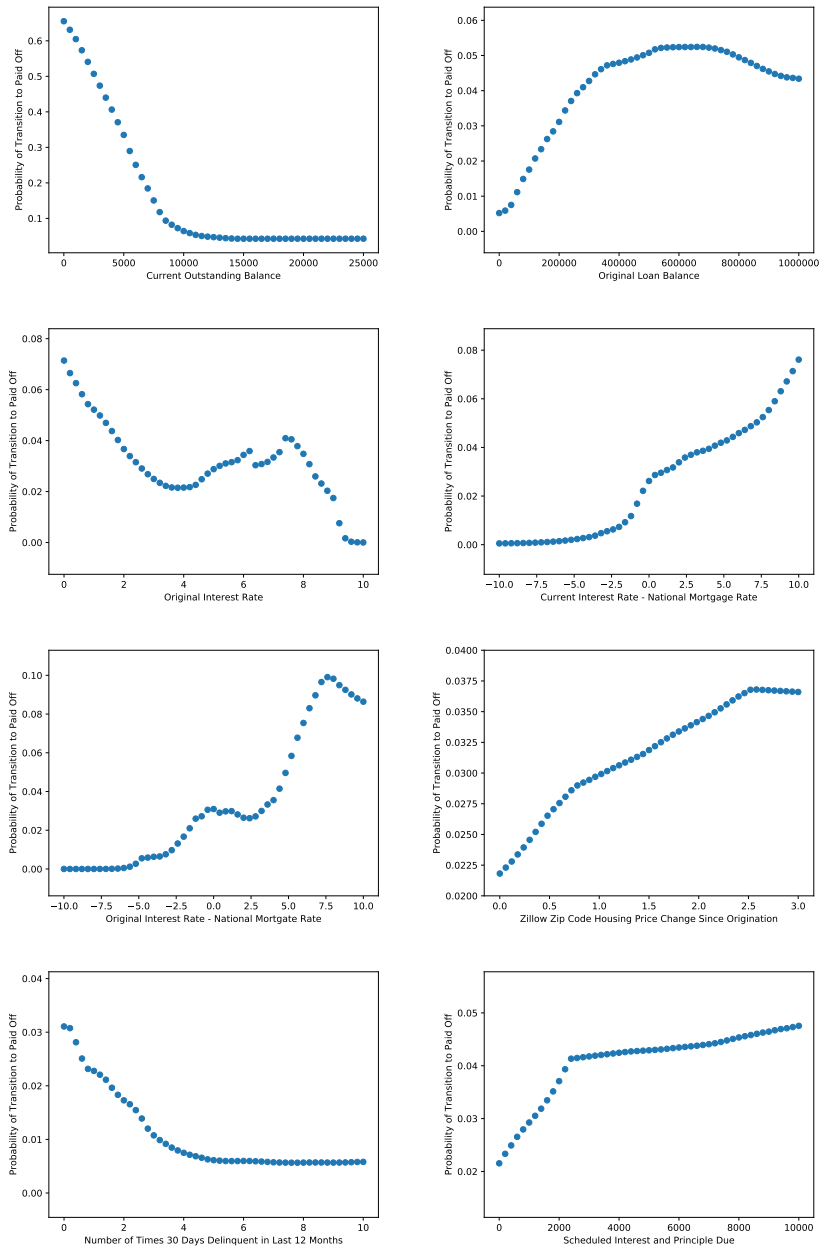 Probability of Transition to Paid Off
0.6
0.5
0.4
0.3
0.2
0.1
0 5000 10000 15000 20000 25000
Current Outstanding Balance
Probability of Transition to Paid Off
0.06
0.05
0.04
0.03
0.02
0.01
0.00
0 200000 400000 600000 800000 1000000
Original Loan Balance
Probability of Transition to Paid Off
0.08
0.06
0.04
0.02
0.00
0 2 4 6 8 10
Original Interest Rate
Probability of Transition to Paid Off
0.08
0.06
0.04
0.02
0.00
−10.0 −7.5 −5.0 −2.5 0.0 2.5 5.0 7.5 10.0
Current Interest Rate - National Mortgage Rate
Probability of Transition to Paid Off
0.10
0.08
0.06
0.04
0.02
0.00
−10.0 −7.5 −5.0 −2.5 0.0 2.5 5.0 7.5 10.0
Original Interest Rate - National Mortgate Rate
Probability of Transition to Paid Off
0.0400
0.0375
0.0350
0.0325
0.0300
0.0275
0.0250
0.0225
0.0200
0.0 0.5 1.0 1.5 2.0 2.5 3.0
Zillow Zip Code Housing Price Change Since Origination
Probability of Transition to Paid Off
0.04
0.03
0.02
0.01
0.00
0 2 4 6 8 10
Number of Times 30 Days Delinquent in Last 12 Months
Probability of Transition to Paid Off
0.05
0.04
0.03
0.02
0 2000 4000 6000 8000 10000
Scheduled Interest and Principle Due